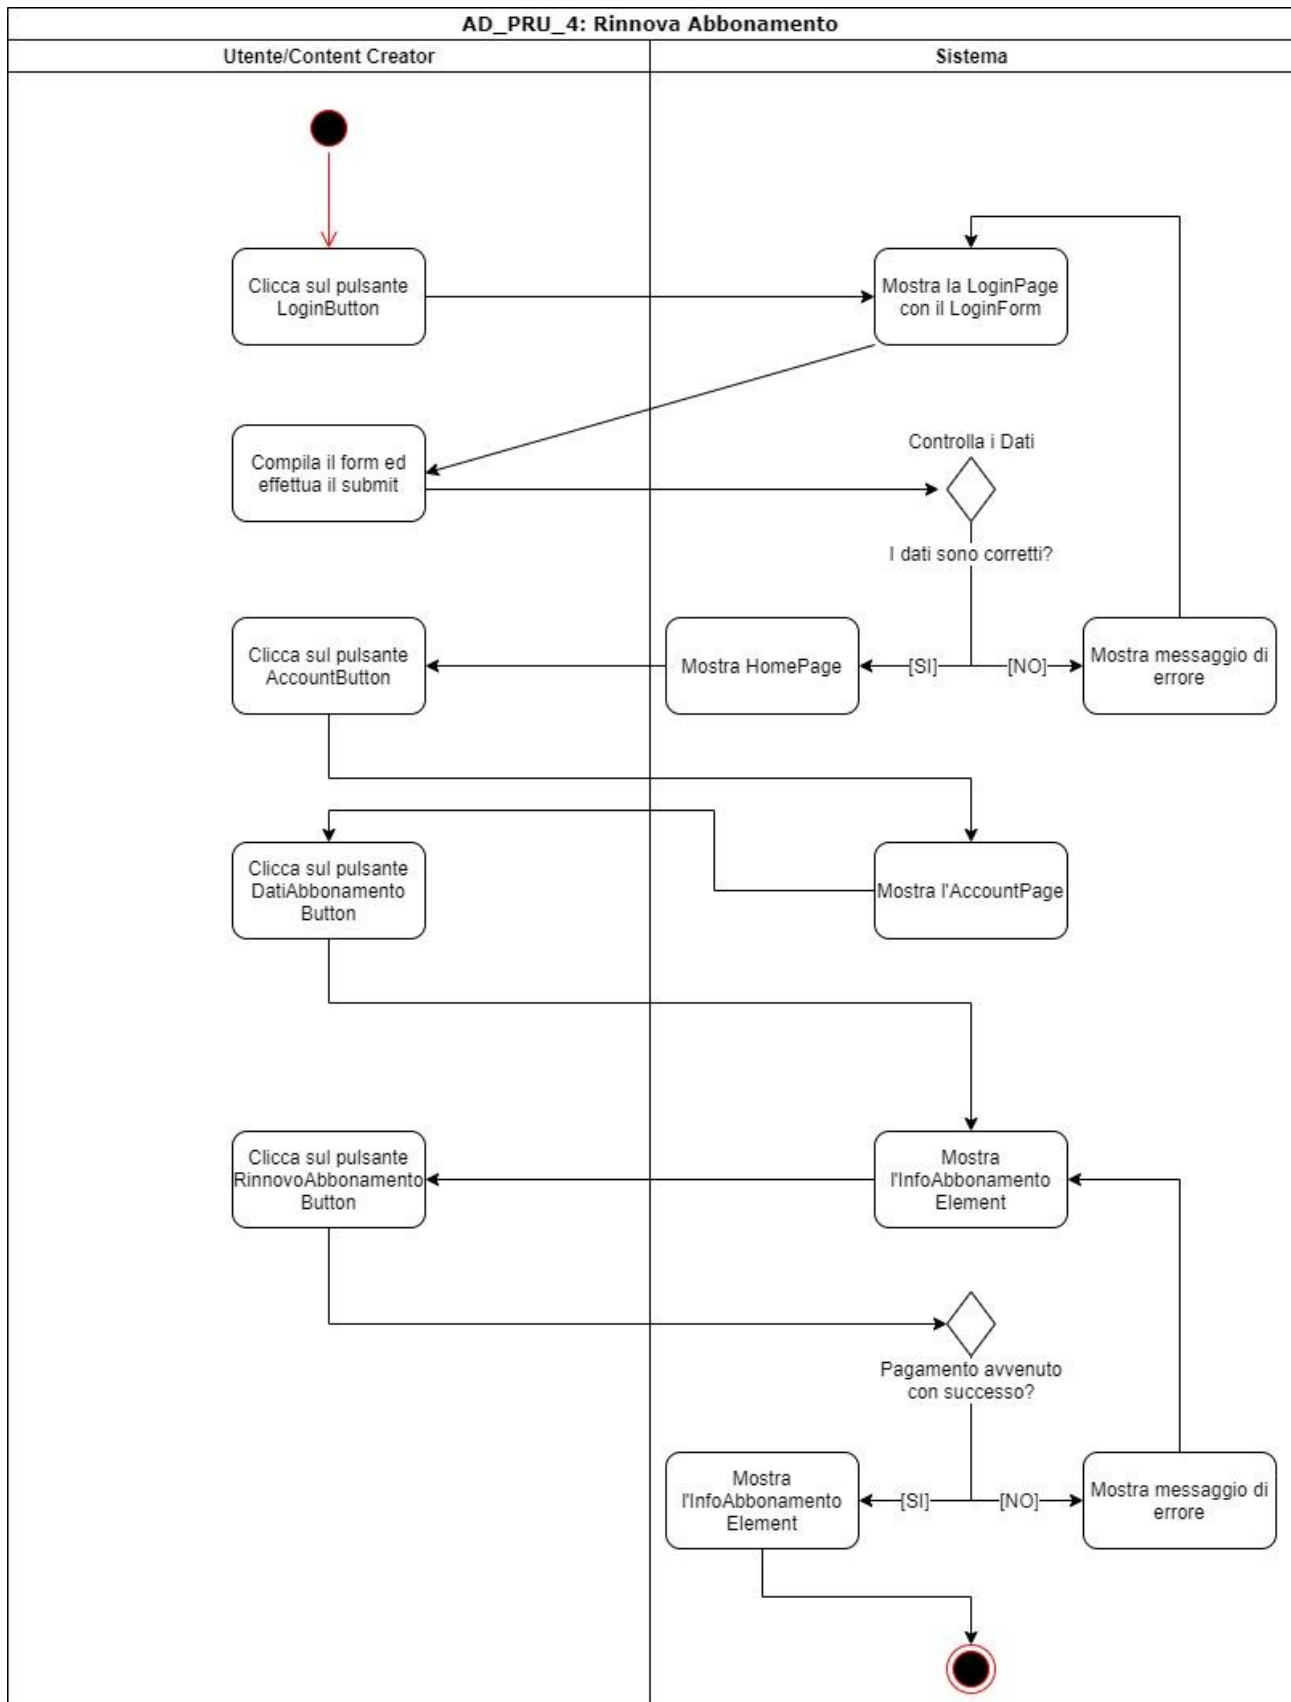 AD_PRU_4: Rinnova Abbonamento
Utente/Content Creator
Sistema
Clicca sul pulsante
LoginButton
Mostra la LoginPage
con il LoginForm
Compila il form ed
effettua il submit
Controlla i Dati
I dati sono corretti?
Clicca sul pulsante
AccountButton
Mostra HomePage
[SI]
[NO]
Mostra messaggio di
errore
Clicca sul pulsante
DatiAbbonamento
Button
Mostra l'AccountPage
Clicca sul pulsante
RinnovoAbbonamento
Button
Mostra
l'InfoAbbonamento
Element
Pagamento avvenuto
con successo?
Mostra
l'InfoAbbonamento
Element
[SI]
[NO]
Mostra messaggio di
errore